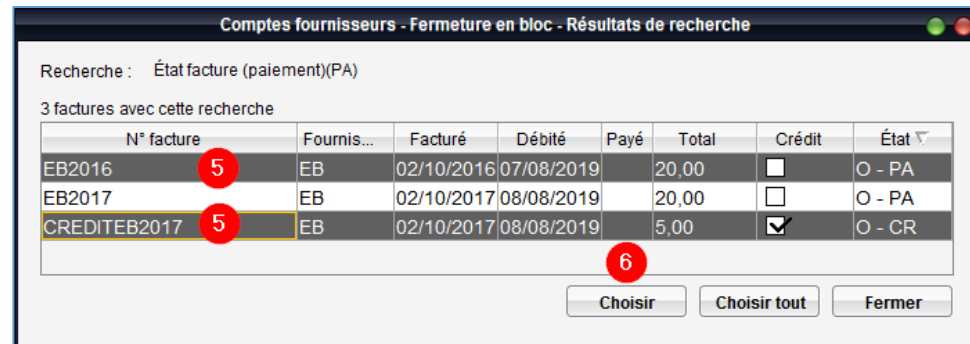 Comptes fournisseurs - Fermeture en bloc - Résultats de recherche
Recherche : État facture (paiement)(PA)
3 factures avec cette recherche
N° facture Fournis... Facturé Débité Payé Total Crédit État
EB2016 5 EB 02/10/2016 07/08/2019 20,00 O - PA
EB2017 EB 02/10/2017 08/08/2019 20,00 O - PA
CREDITEB2017 5 EB 02/10/2017 08/08/2019 5,00 O - CR
6
Choisir Choisir tout Fermer